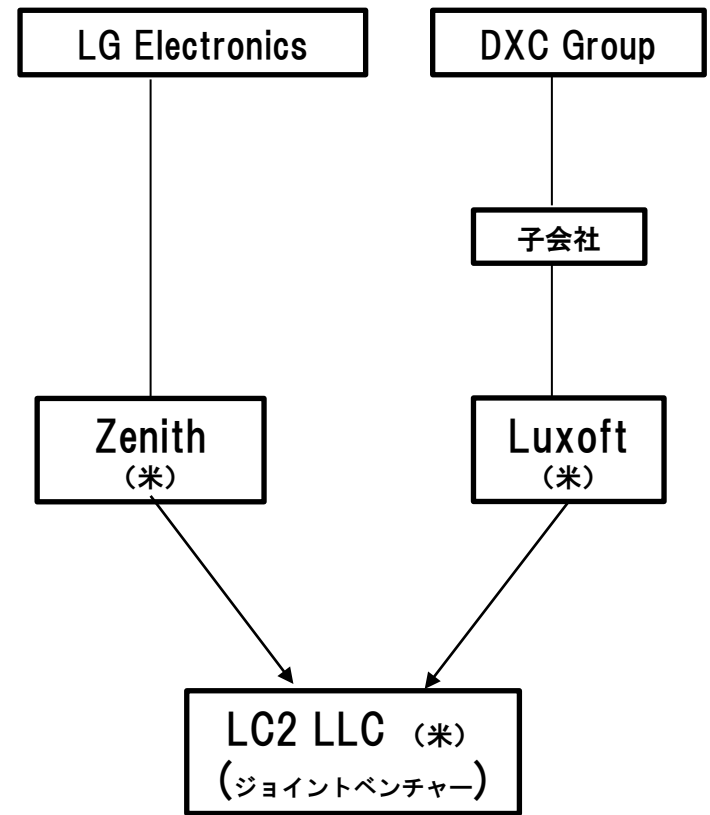 LG Electronics
DXC Group
子会社
Zenith
（米）
Luxoft
（米）
LC2 LLC （米）
(ジョイントベンチャー)